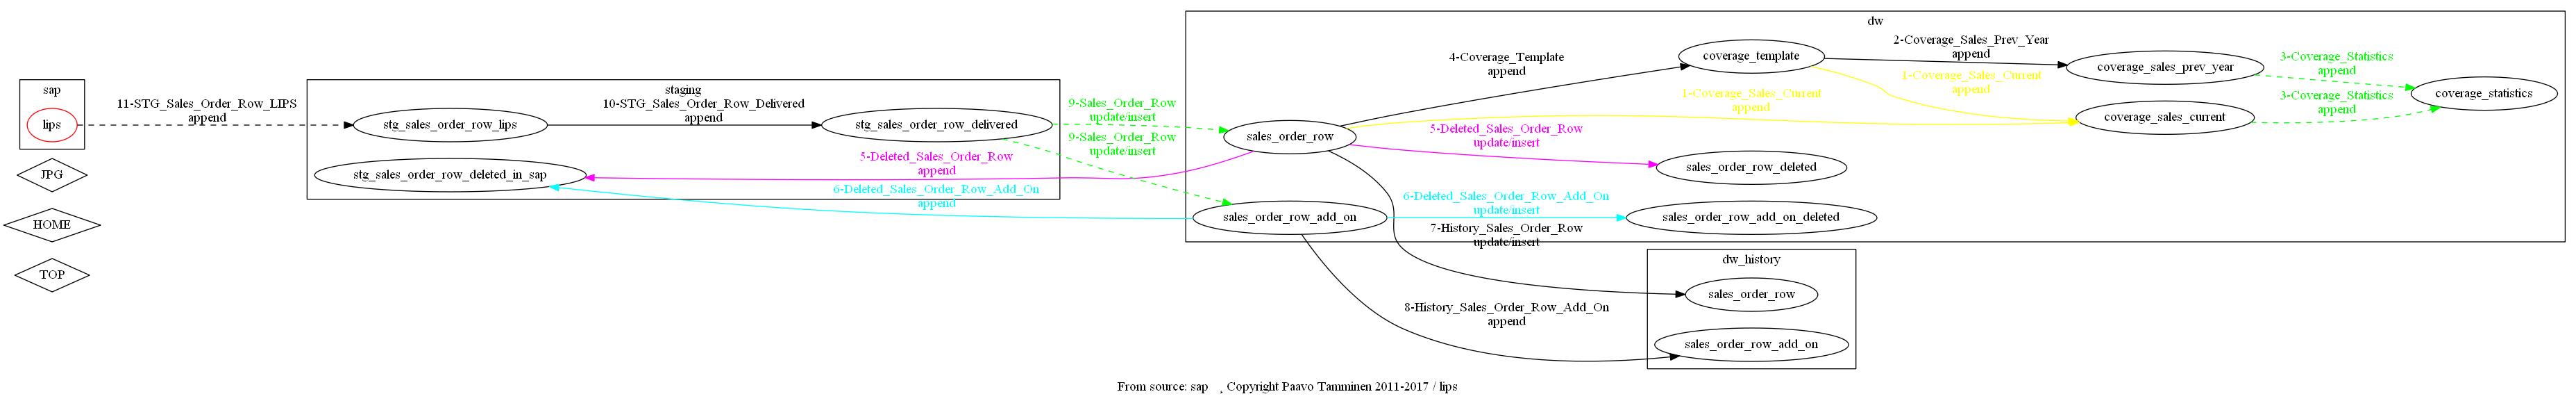 sap
lips
JPG
HOME
TOP
11-STG_Sales_Order_Row_LIPS
append
staging
stg_sales_order_row_lips
10-STG_Sales_Order_Row_Delivered
append
stg_sales_order_row_delivered
stg_sales_order_row_deleted_in_sap
5-Deleted_Sales_Order_Row
append
6-Deleted_Sales_Order_Row_Add_On
append
9-Sales_Order_Row
update/insert
9-Sales_Order_Row
update/insert
dw
sales_order_row
sales_order_row_add_on
4-Coverage_Template
append
1-Coverage_Sales_Current
append
5-Deleted_Sales_Order_Row
update/insert
6-Deleted_Sales_Order_Row_Add_On
update/insert
7-History_Sales_Order_Row
update/insert
8-History_Sales_Order_Row_Add_On
append
coverage_template
sales_order_row_deleted
sales_order_row_add_on_deleted
2-Coverage_Sales_Prev_Year
append
1-Coverage_Sales_Current
append
coverage_sales_prev_year
coverage_sales_current
3-Coverage_Statistics
append
3-Coverage_Statistics
append
coverage_statistics
dw_history
sales_order_row
sales_order_row_add_on
From source: sap , Copyright Paavo Tamminen 2011-2017 / lips